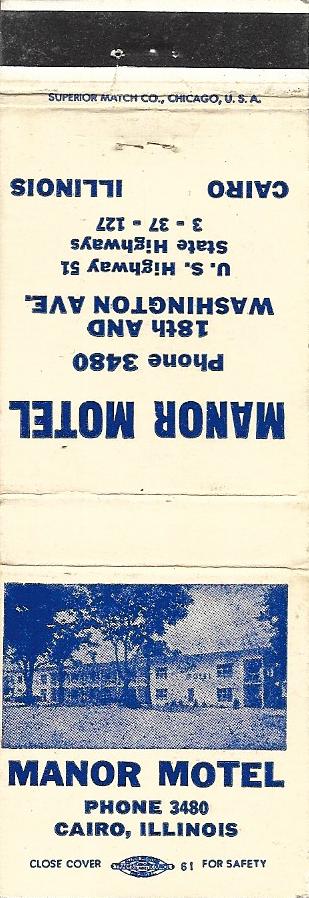 SUPERIOR MATCH CO., CHICAGO, U. S. A.
MANOR MOTEL
Phone 3480
18th AND
WASHINGTON AVE.
U. S. Highway 51
State Highways
3 - 37 - 127
CAIRO ILLINOIS
MOTEL
MANOR MOTEL
PHONE 3480
CAIRO, ILLINOIS
CLOSE COVER 61 FOR SAFETY